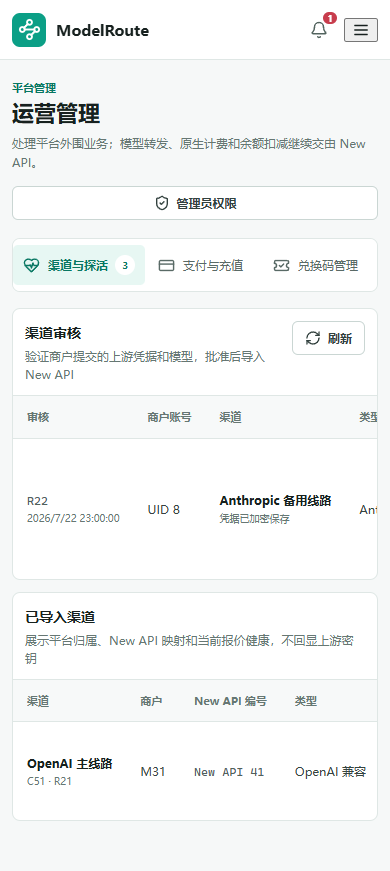 ModelRoute
1
平台管理
运营管理
处理平台外围业务；模型转发、原生计费和余额扣减继续交由 New
API。
管理员权限
渠道与探活 3 支付与充值 兑换码管理
渠道审核
刷新
验证商户提交的上游凭据和模型，批准后导入
New API
审核 商户账号 渠道 类型
R22
2026/7/22 23:00:00
UID 8
Anthropic 备用线路
凭据已加密保存
Ant
已导入渠道
展示平台归属、New API 映射和当前报价健康，不回显上游密
钥
渠道 商户 New API 编号 类型
OpenAI 主线路
C51 · R21
M31
New API 41
OpenAI 兼容